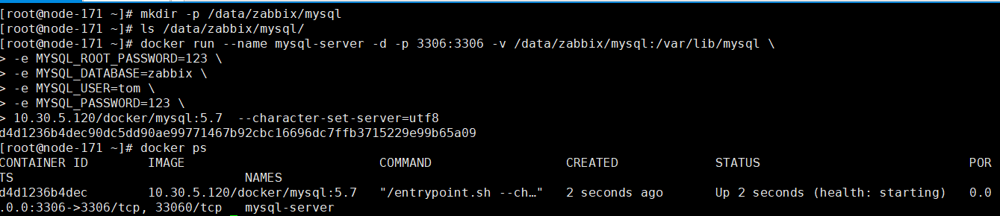 [root@node-171 ~]# mkdir -p /data/zabbix/mysql
[root@node-171 ~]# ls /data/zabbix/mysql/
[root@node-171 ~]# docker run --name mysql-server -d -p 3306:3306 -v /data/zabbix/mysql:/var/lib/mysql \
> -e MYSQL_ROOT_PASSWORD=123 \
> -e MYSQL_DATABASE=zabbix \
> -e MYSQL_USER=tom \
> -e MYSQL_PASSWORD=123 \
> 10.30.5.120/docker/mysql:5.7  --character-set-server=utf8
d4d1236b4dec90dc5dd90ae99771467b92cbc16696dc7ffb3715229e99b65a09
[root@node-171 ~]# docker ps
CONTAINER ID        IMAGE                          COMMAND                  CREATED             STATUS                            POR
TS                               NAMES
d4d1236b4dec        10.30.5.120/docker/mysql:5.7   "/entrypoint.sh --ch…"   2 seconds ago       Up 2 seconds (health: starting)   0.0
.0.0:3306->3306/tcp, 33060/tcp   mysql-server